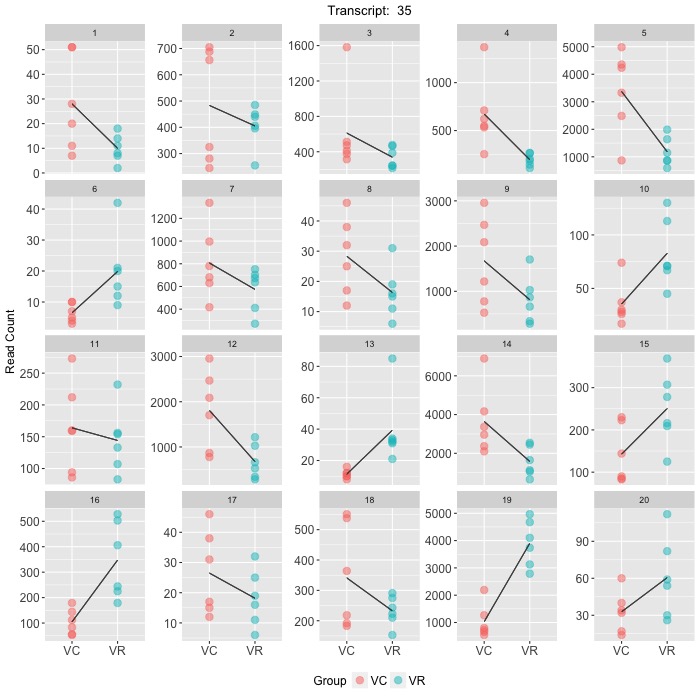 Transcript: 35
1 2 3 4 5
50 40 30 20 10 0
700 600 500 400 300
1600 1200 800 400
1000 500
5000 4000 3000 2000 1000
6 7 8 9 10
40 30 20 10
1200 1000 800 600 400
40 30 20 10
3000 2000 1000
100 50
Read Count
11 12 13 14 15
250 200 150 100
3000 2000 1000
80 60 40 20
6000 4000 2000
300 200 100
16 17 18 19 20
500 400 300 200 100
40 30 20 10
500 400 300 200
5000 4000 3000 2000 1000
90 60 30
VC VR VC VR VC VR VC VR VC VR
Group VC VR